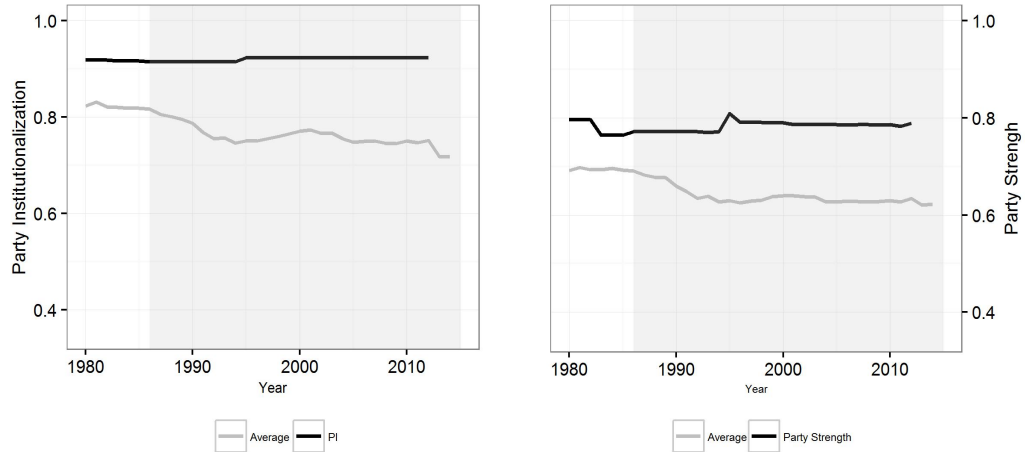 1.0
0.8
0.6
0.4
Party Institutionalization
1980 1990 2000 2010
Year
Average PI
1.0
0.8
0.6
0.4
Party Strengh
1980 1990 2000 2010
Year
Average Party Strength